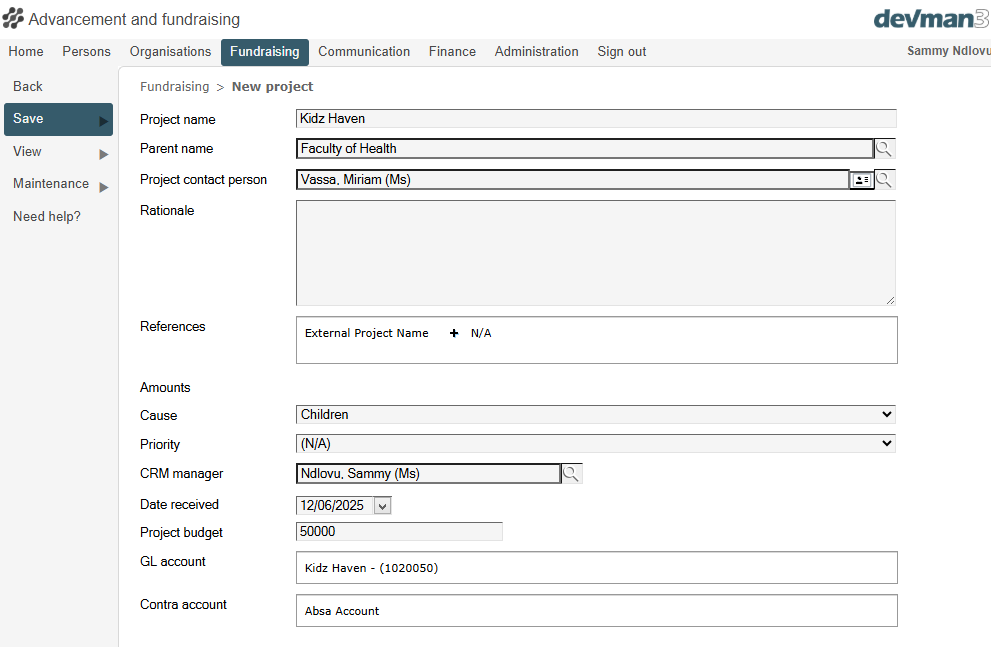 Advancement and fundraising
devman3
Home Persons Organisations Fundraising Communication Finance Administration Sign out Sammy Ndlovu
Back
Save
View
Maintenance
Need help?
Fundraising > New project
Project name Kidz Haven
Parent name Faculty of Health
Project contact person Vassa, Miriam (Ms)
Rationale
References External Project Name + N/A
Amounts
Cause Children
Priority (N/A)
CRM manager Ndlovu, Sammy (Ms)
Date received 12/06/2025
Project budget 50000
GL account Kidz Haven - (1020050)
Contra account Absa Account